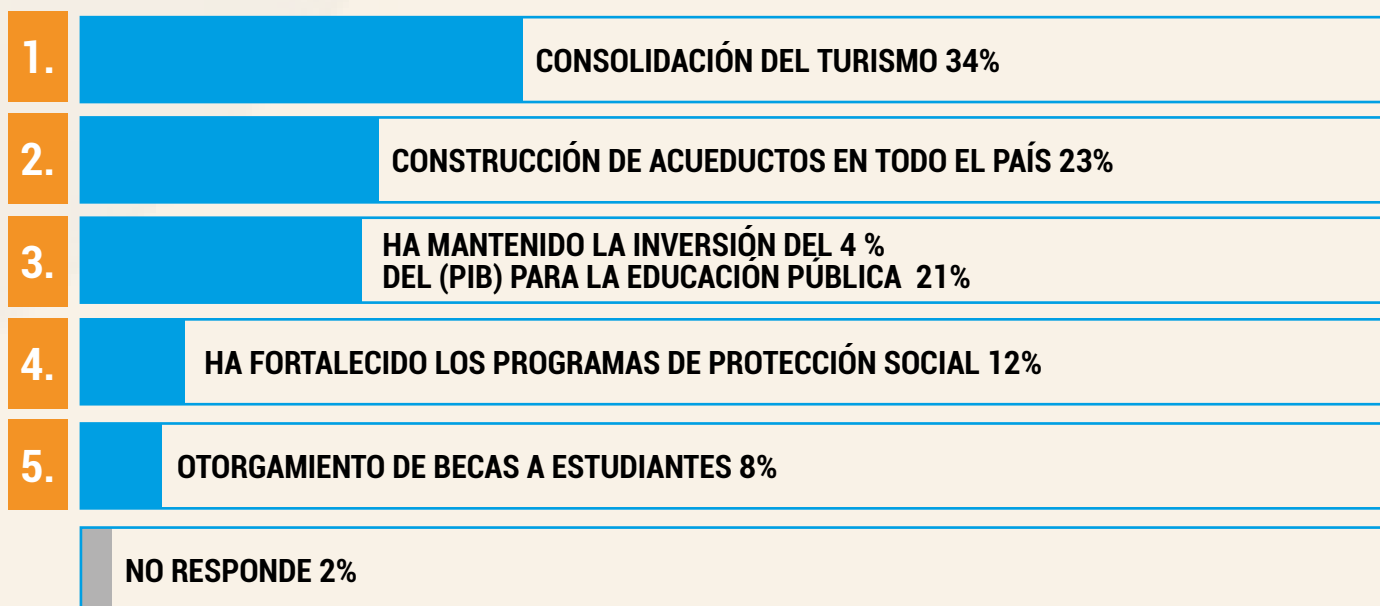 1.
CONSOLIDACIÓN DEL TURISMO 34%
2.
CONSTRUCCIÓN DE ACUEDUCTOS EN TODO EL PAÍS 23%
3.
HA MANTENIDO LA INVERSIÓN DEL 4 %
DEL (PIB) PARA LA EDUCACIÓN PÚBLICA 21%
4.
HA FORTALECIDO LOS PROGRAMAS DE PROTECCIÓN SOCIAL 12%
5.
OTORGAMIENTO DE BECAS A ESTUDIANTES 8%
NO RESPONDE 2%